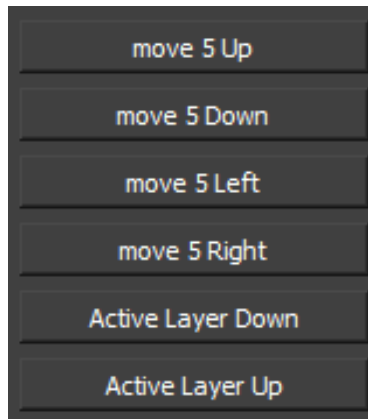 move 5 Up
move 5 Down
move 5 Left
move 5 Right
Active Layer Down
Active Layer Up